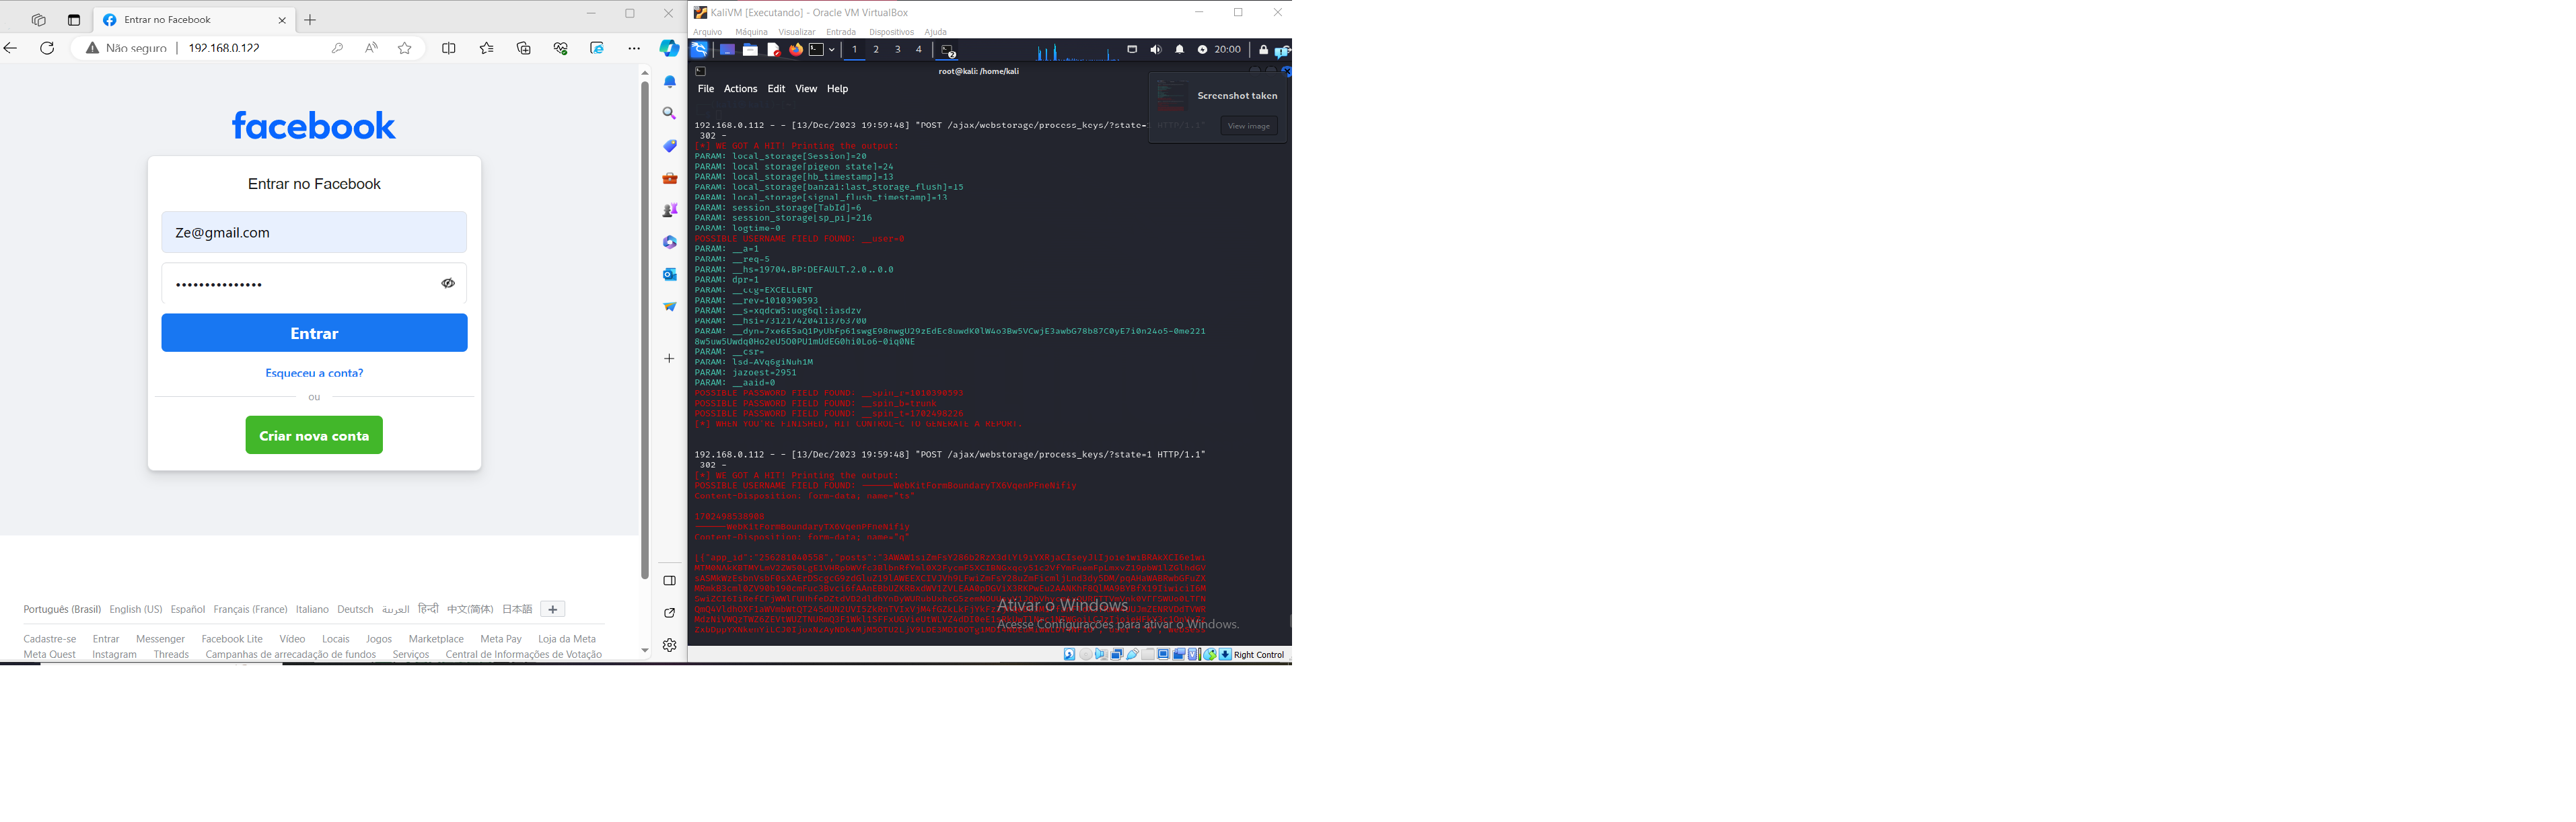 Entrar no Facebook
Não seguro | 192.168.0.122
facebook
Entrar no Facebook
Ze@gmail.com
•••••••••••••••
Entrar
Esqueceu a conta?
ou
Criar nova conta
Português (Brasil) English (US) Español Français (France) Italiano Deutsch العربية हिन्दी 中文(简体) 日本語
Cadastre-se Entrar Messenger Facebook Lite Vídeo Locais Jogos Marketplace Meta Pay Loja da Meta
Meta Quest Instagram Threads Campanhas de arrecadação de fundos Serviços Central de Informações de Votação
KaliVM [Executando] - Oracle VM VirtualBox
Arquivo Máquina Visualizar Entrada Dispositivos Ajuda
1 2 3 4 2 20:00
root@kali: /home/kali
File Actions Edit View Help
Screenshot taken
View image
192.168.0.112 - - [13/Dec/2023 19:59:48] "POST /ajax/webstorage/process_keys/?state=1 HTTP/1.1"
302 -
[*] WE GOT A HIT! Printing the output:
PARAM: local_storage[Session]=20
PARAM: local_storage[pigeon_state]=24
PARAM: local_storage[hb_timestamp]=13
PARAM: local_storage[banzai:last_storage_flush]=15
PARAM: local_storage[signal_flush_timestamp]=13
PARAM: session_storage[TabId]=6
PARAM: session_storage[sp_pi]=216
PARAM: logtime=0
POSSIBLE USERNAME FIELD FOUND: __user=0
PARAM: __a=1
PARAM: __req=5
PARAM: __hs=19704.BP:DEFAULT.2.0..0.0
PARAM: dpr=1
PARAM: __ccg=EXCELLENT
PARAM: __rev=1010390593
PARAM: __s=xqdcw5:uog6ql:iasdzv
PARAM: __hsi=7312174204113763700
PARAM: __csr=
PARAM: lsd=AVq6giNuh1M
PARAM: jazoest=2951
PARAM: __aaid=0
POSSIBLE PASSWORD FIELD FOUND: __spin_r=1010390593
POSSIBLE PASSWORD FIELD FOUND: __spin_b=trunk
POSSIBLE PASSWORD FIELD FOUND: __spin_t=1702498226
[*] WHEN YOU'RE FINISHED, HIT CONTROL-C TO GENERATE A REPORT.
192.168.0.112 - - [13/Dec/2023 19:59:48] "POST /ajax/webstorage/process_keys/?state=1 HTTP/1.1"
302 -
[*] WE GOT A HIT! Printing the output:
POSSIBLE USERNAME FIELD FOUND:
Content-Disposition: form-data; name="ts"
Content-Disposition: form-data; name="q"
Ativar o Windows
Acesse Configurações para ativar o Windows.
Right Control